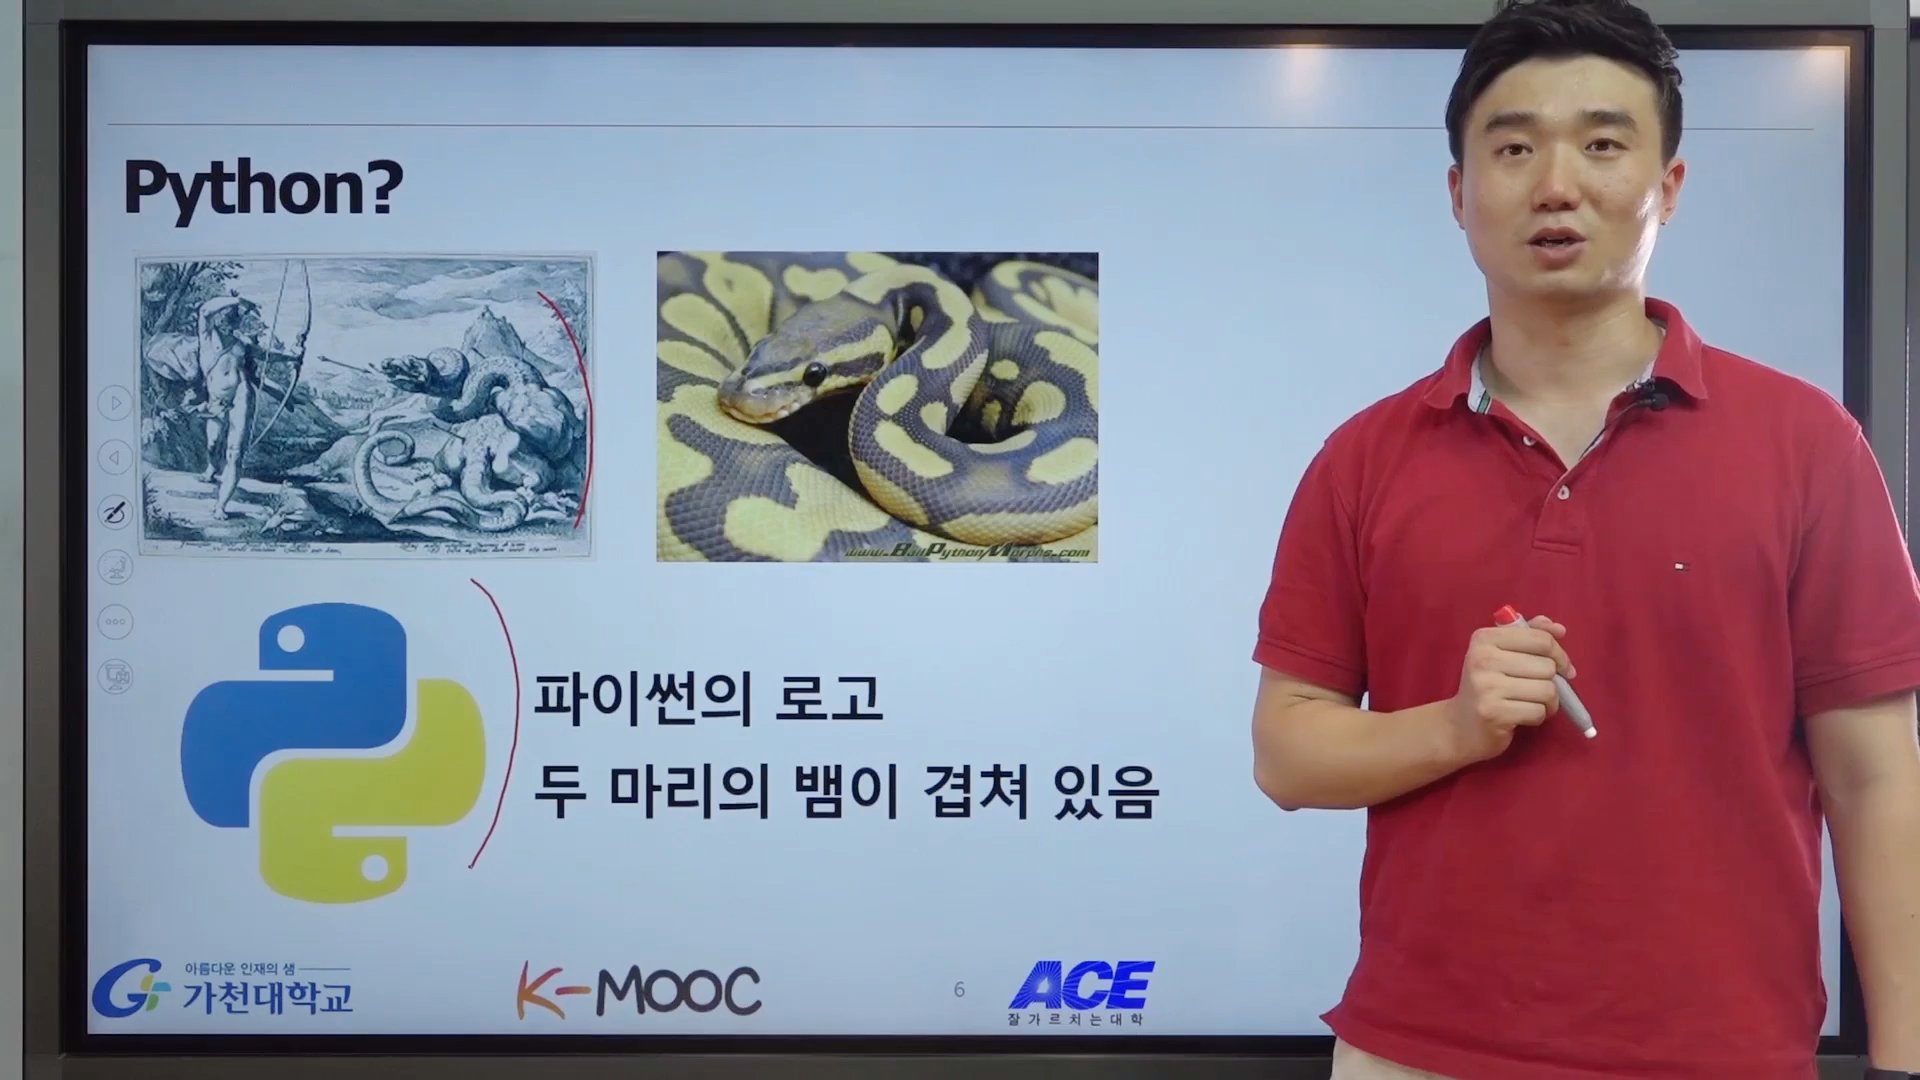 Python?
www.BallPythonMorphs.com
파이썬의 로고
두 마리의 뱀이 겹쳐 있음
아름다운 인재의 샘
가천대학교
K-MOOC
6
ACE
잘가르치는대학